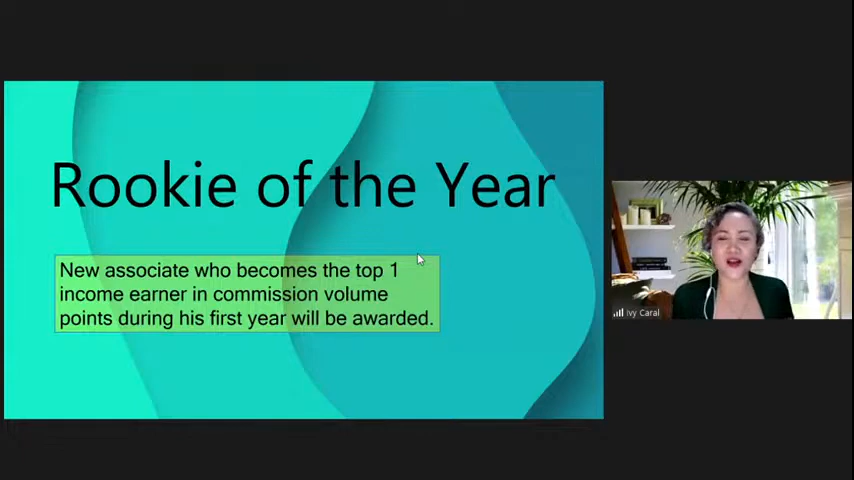 Rookie of the Year
New associate who becomes the top 1
income earner in commission volume
points during his first year will be awarded.
Ivy Caral